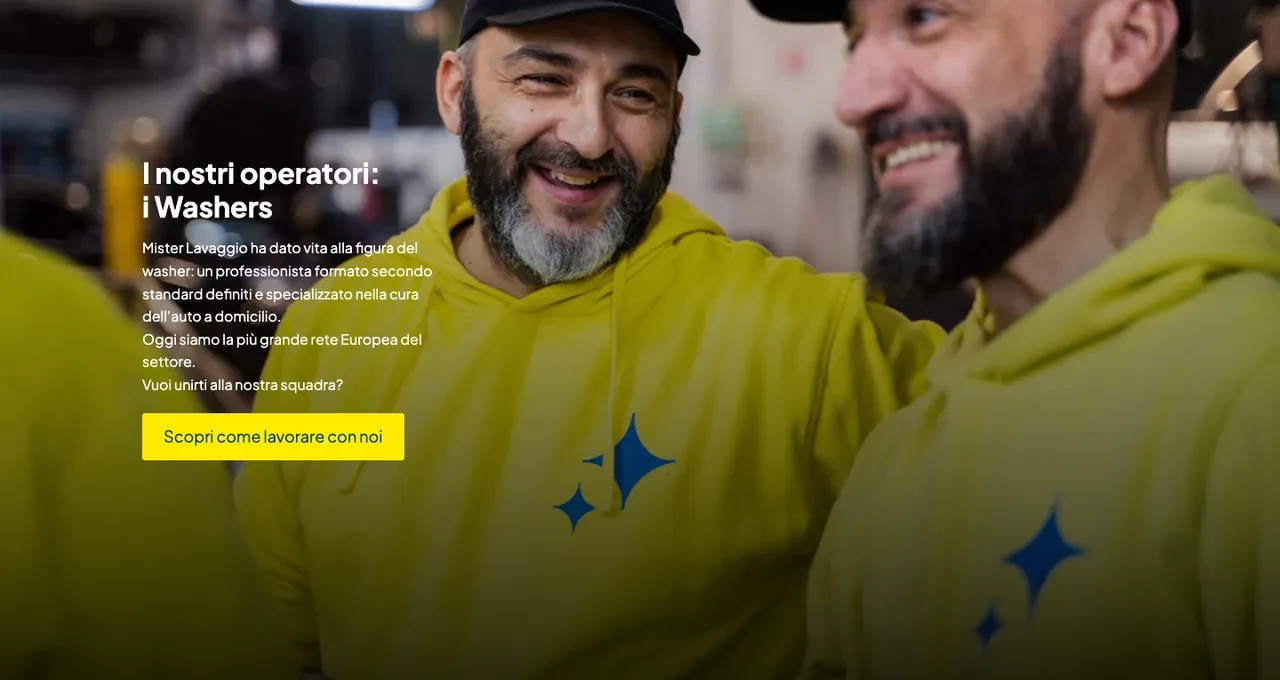 I nostri operatori:
i Washers
Mister Lavaggio ha dato vita alla figura del
washer: un professionista formato secondo
standard definiti e specializzato nella cura
dell'auto a domicilio.
Oggi siamo la più grande rete Europea del
settore.
Vuoi unirti alla nostra squadra?
Scopri come lavorare con noi